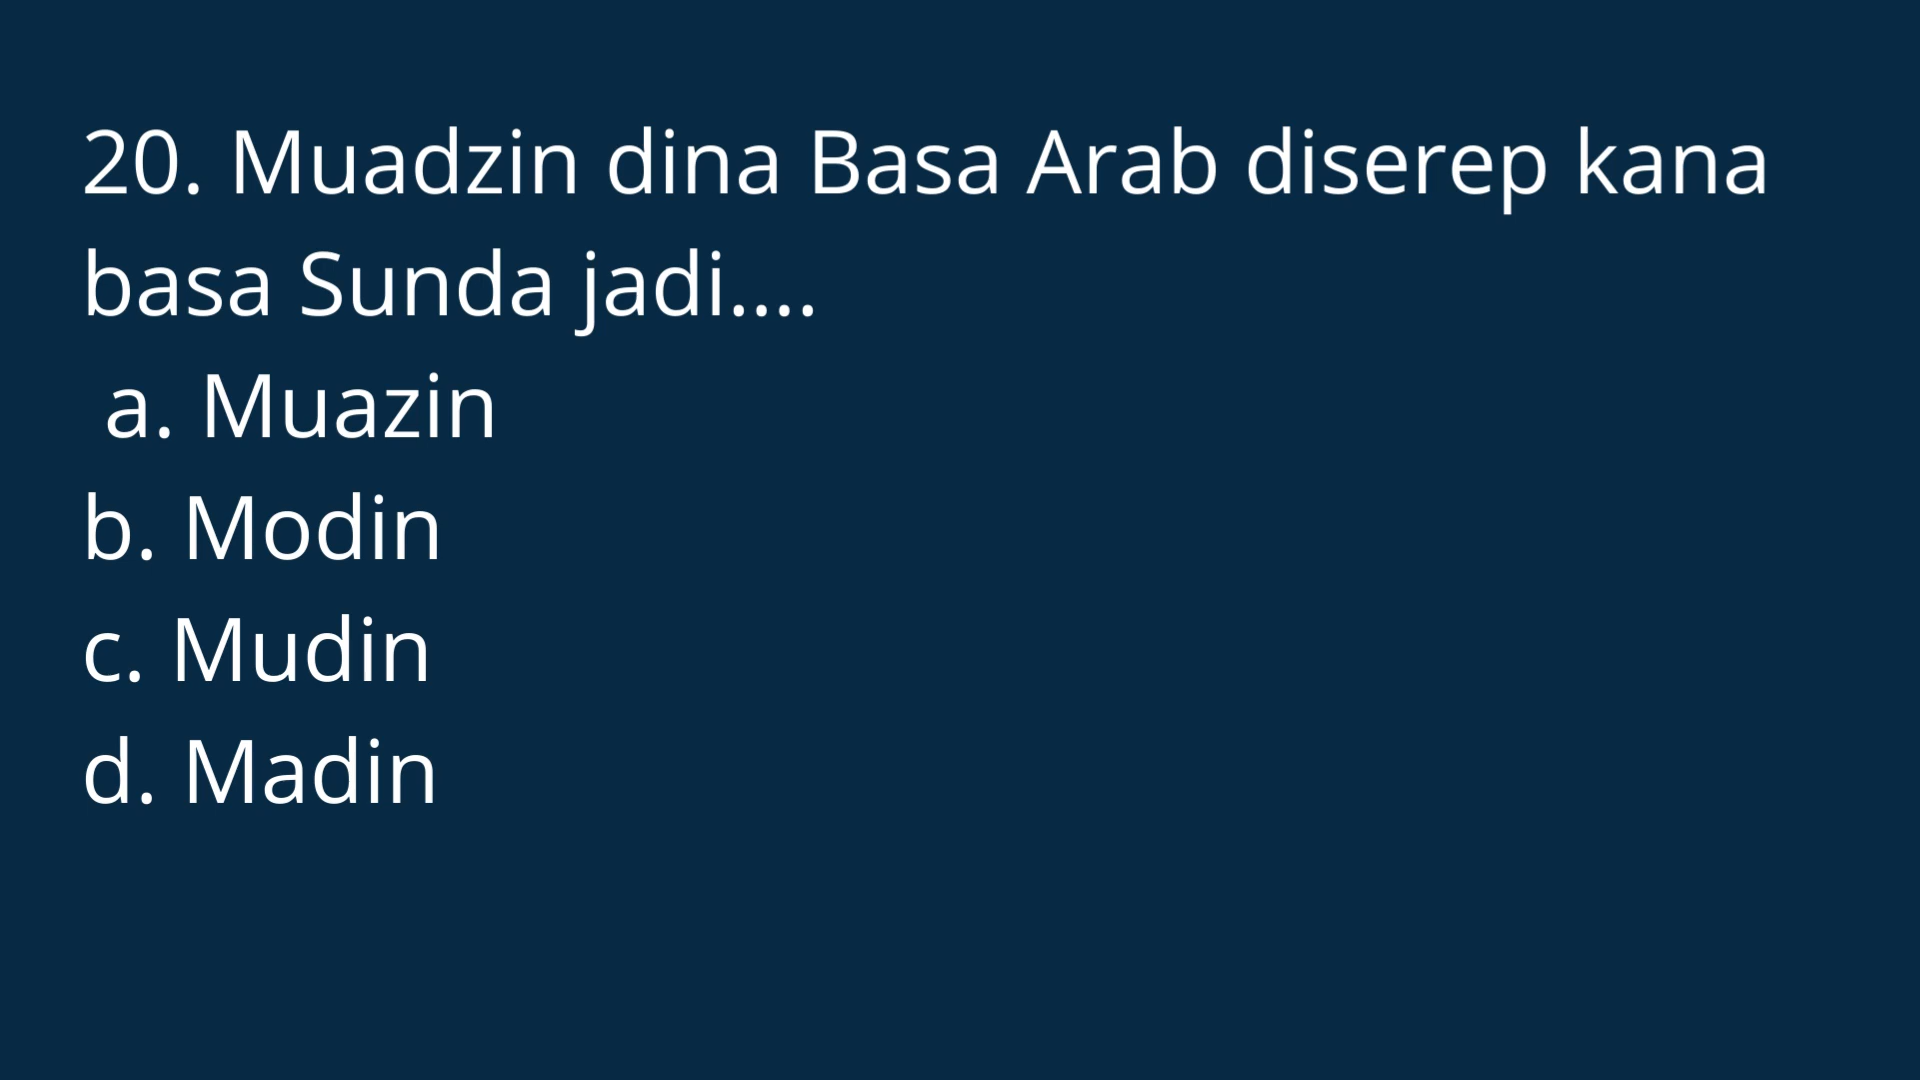 20. Muadzin dina Basa Arab diserep kana
basa Sunda jadi....
a. Muazin
b. Modin
c. Mudin
d. Madin